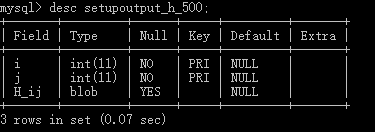 mysql> desc setupoutput_h_500;
+-------+---------+------+-----+---------+-------+
| Field | Type | Null | Key | Default | Extra |
+-------+---------+------+-----+---------+-------+
| i | int(11) | NO | PRI | NULL | |
| j | int(11) | NO | PRI | NULL | |
| H_ij | blob | YES | | NULL | |
+-------+---------+------+-----+---------+-------+
3 rows in set (0.07 sec)